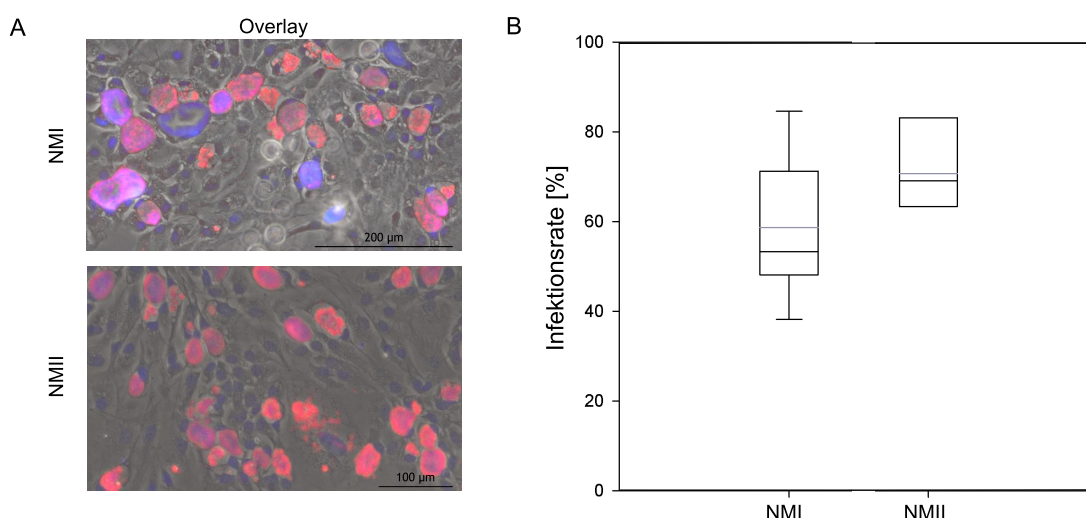 A
Overlay
NMI
200 µm
NMII
100 µm
B
Infektionsrate [%]
100
80
60
40
20
0
NMI
NMII